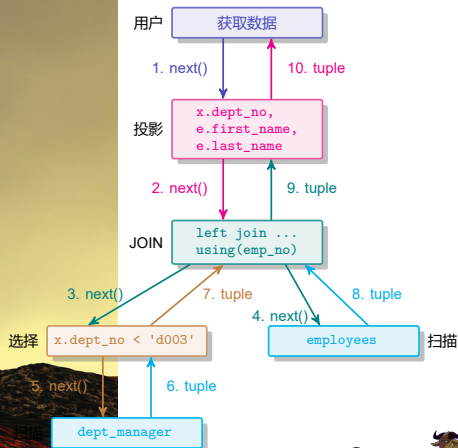 用户
获取数据
1. next()
10. tuple
投影
x.dept_no,
e.first_name,
e.last_name
2. next()
9. tuple
JOIN
left join ...
using(emp_no)
3. next()
7. tuple
8. tuple
4. next()
选择
x.dept_no < 'd003'
employees
扫描
5. next()
6. tuple
扫描
dept_manager